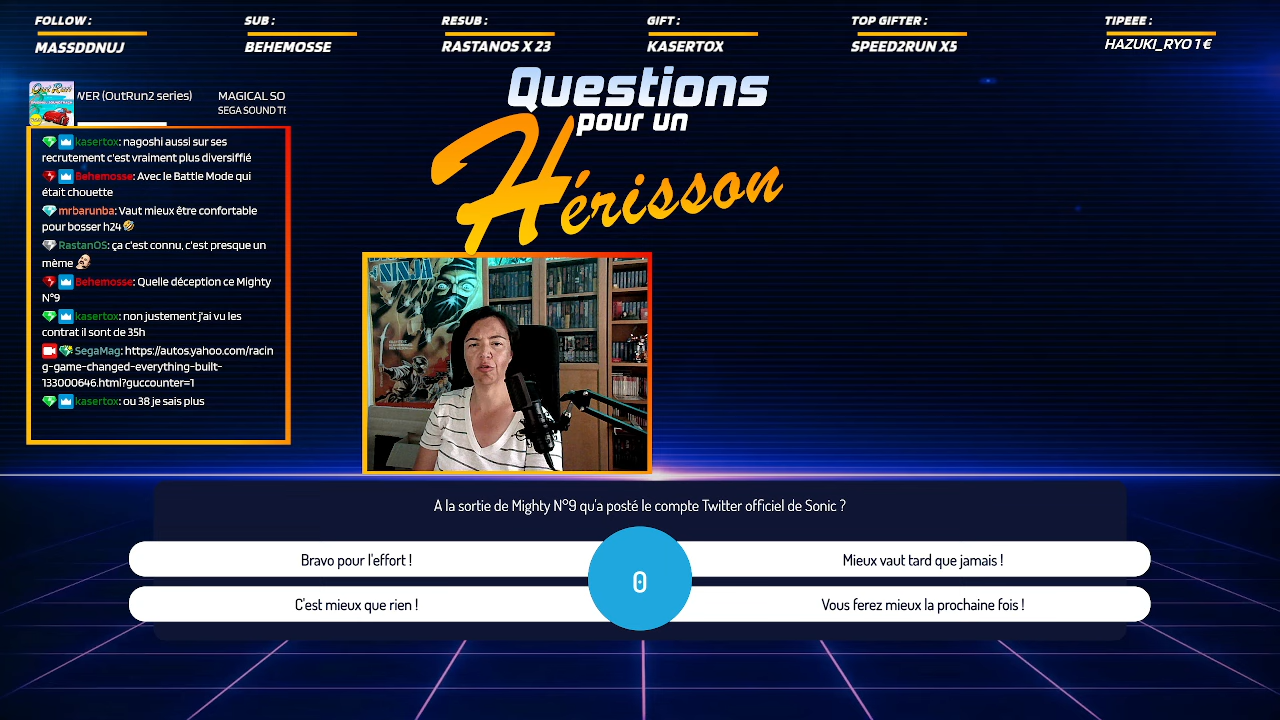 FOLLOW :
MASSDDNUJ
SUB :
BEHEMOSSE
RESUB :
RASTANOS X 23
GIFT :
KASERTOX
TOP GIFTER :
SPEED2RUN X5
TIPEEE :
HAZUKI_RYO 1 €
WER (OutRun2 series)
MAGICAL SO
SEGA SOUND TE
Questions
pour un
Hérisson
kasertox: nagoshi aussi sur ses
recrutement c'est vraiment plus diversiffié
Behemosse: Avec le Battle Mode qui
était chouette
mrbarunba: Vaut mieux être confortable
pour bosser h24 🤣
RastanOS: ça c'est connu, c'est presque un
mème
Behemosse: Quelle déception ce Mighty
N°9
kasertox: non justement j'ai vu les
contrat il sont de 35h
SegaMag: https://autos.yahoo.com/racin
g-game-changed-everything-built-
133000646.html?guccounter=1
kasertox: ou 38 je sais plus
NINJA
A la sortie de Mighty N°9 qu'a posté le compte Twitter officiel de Sonic ?
Bravo pour l'effort !
Mieux vaut tard que jamais !
0
C'est mieux que rien !
Vous ferez mieux la prochaine fois !